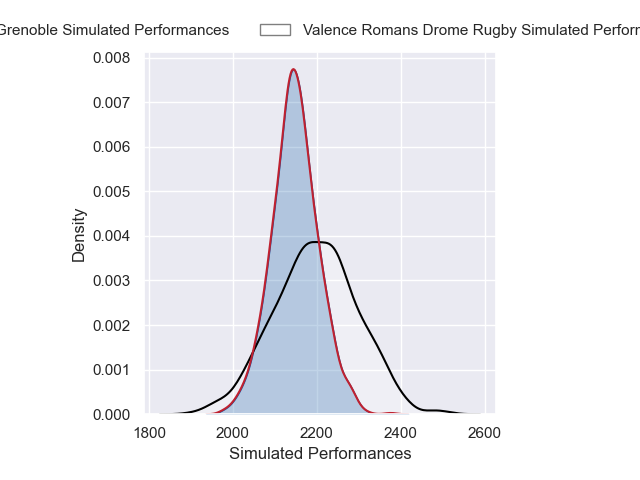 Grenoble Simulated Performances Valence Romans Drome Rugby Simulated
0.008
0.007
0.006
0.005
0.004
0.003
0.002
0.001
0.000
Density
1800 2000 2200 2400 2600
Simulated Performances